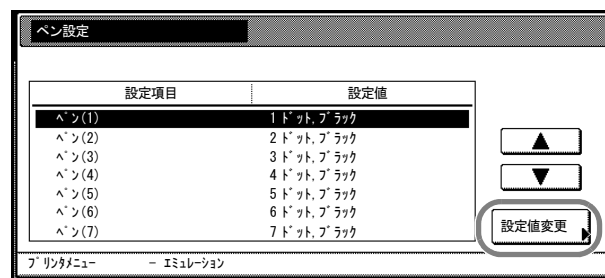 ペン設定
設定項目 設定値
ﾍﾟﾝ(1) 1 ﾄﾞｯﾄ,ﾌﾞﾗｯｸ
ﾍﾟﾝ(2) 2 ﾄﾞｯﾄ,ﾌﾞﾗｯｸ
ﾍﾟﾝ(3) 3 ﾄﾞｯﾄ,ﾌﾞﾗｯｸ
ﾍﾟﾝ(4) 4 ﾄﾞｯﾄ,ﾌﾞﾗｯｸ
ﾍﾟﾝ(5) 5 ﾄﾞｯﾄ,ﾌﾞﾗｯｸ
ﾍﾟﾝ(6) 6 ﾄﾞｯﾄ,ﾌﾞﾗｯｸ
ﾍﾟﾝ(7) 7 ﾄﾞｯﾄ,ﾌﾞﾗｯｸ
設定値変更
ﾌﾟﾘﾝﾀﾒﾆｭｰ - ｴﾐｭﾚｰｼｮﾝ